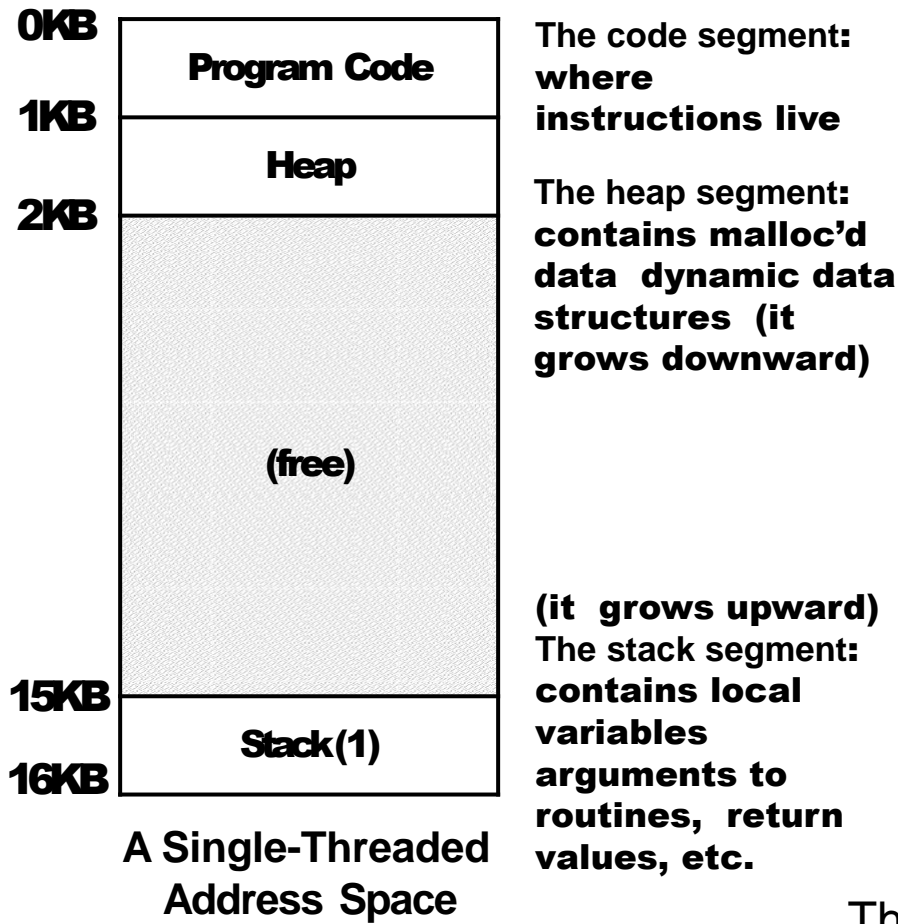 0KB
Program Code
1KB
Heap
2KB
(free)
15KB
Stack (1)
16KB
A Single-Threaded
Address Space
The code segment:
where
instructions live
The heap segment:
contains malloc’d
data dynamic data
structures (it
grows downward)
(it grows upward)
The stack segment:
contains local
variables
arguments to
routines, return
values, etc.
Th